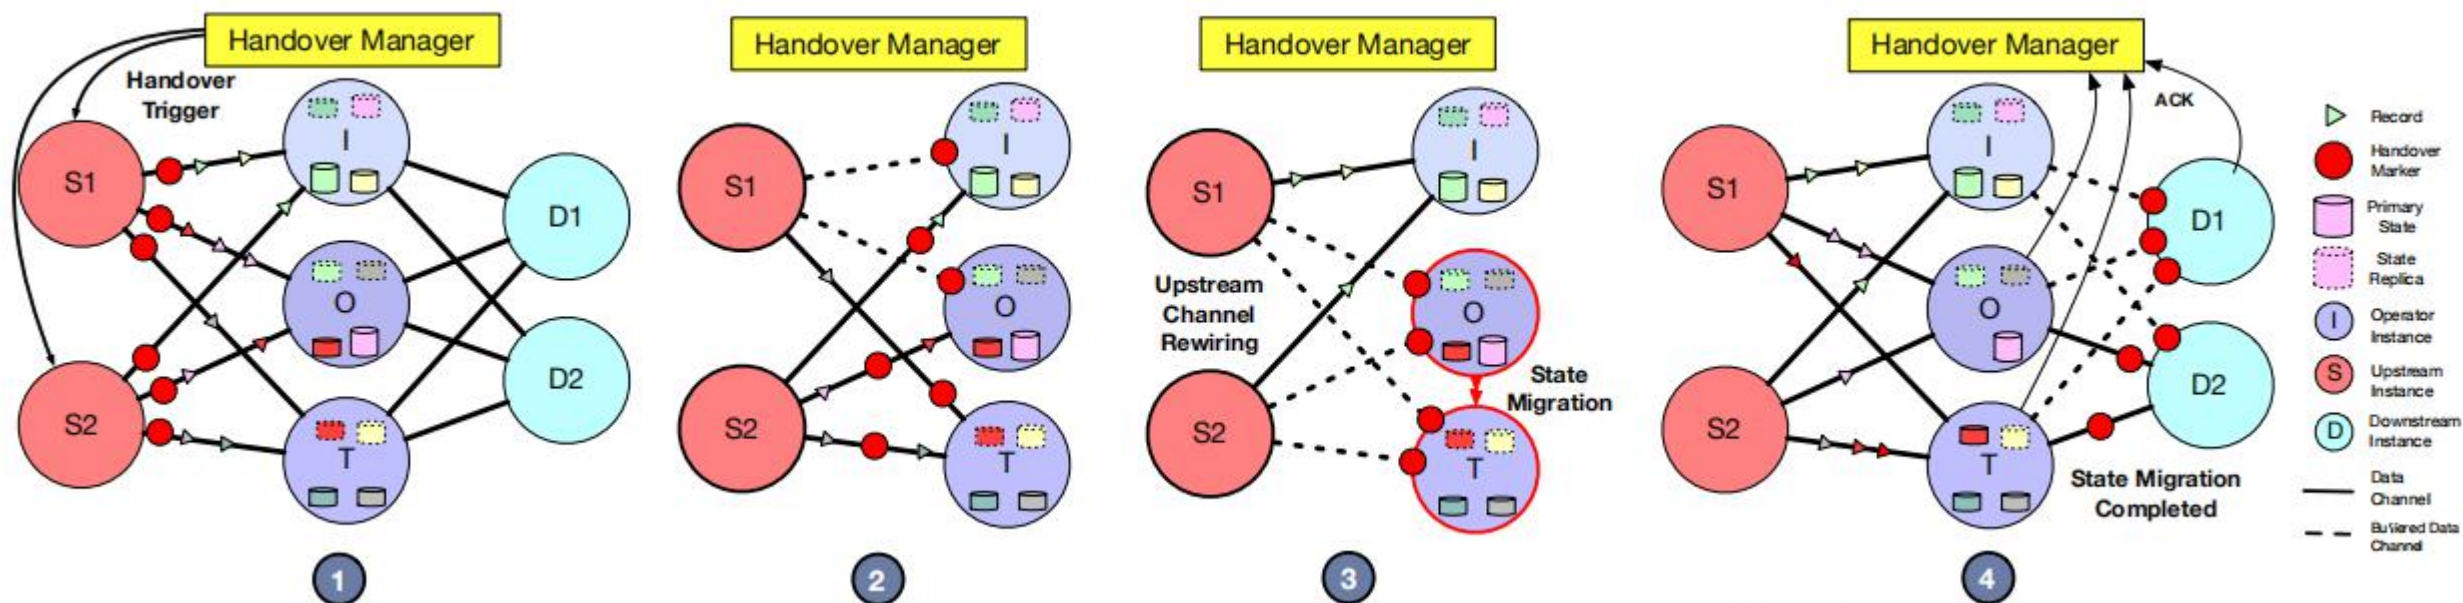 Handover Manager
Handover
Trigger
S1
S2
I
O
T
D1
D2
1
Handover Manager
S1
S2
I
O
T
2
Handover Manager
S1
S2
I
O
T
Upstream
Channel
Rewiring
State
Migration
3
Handover Manager
ACK
S1
S2
I
O
T
D1
D2
State Migration
Completed
4
Record
Handover
Marker
Primary
State
State
Replica
I
Operator
Instance
S
Upstream
Instance
D
Downstream
Instance
Data
Channel
Buffered Data
Channel